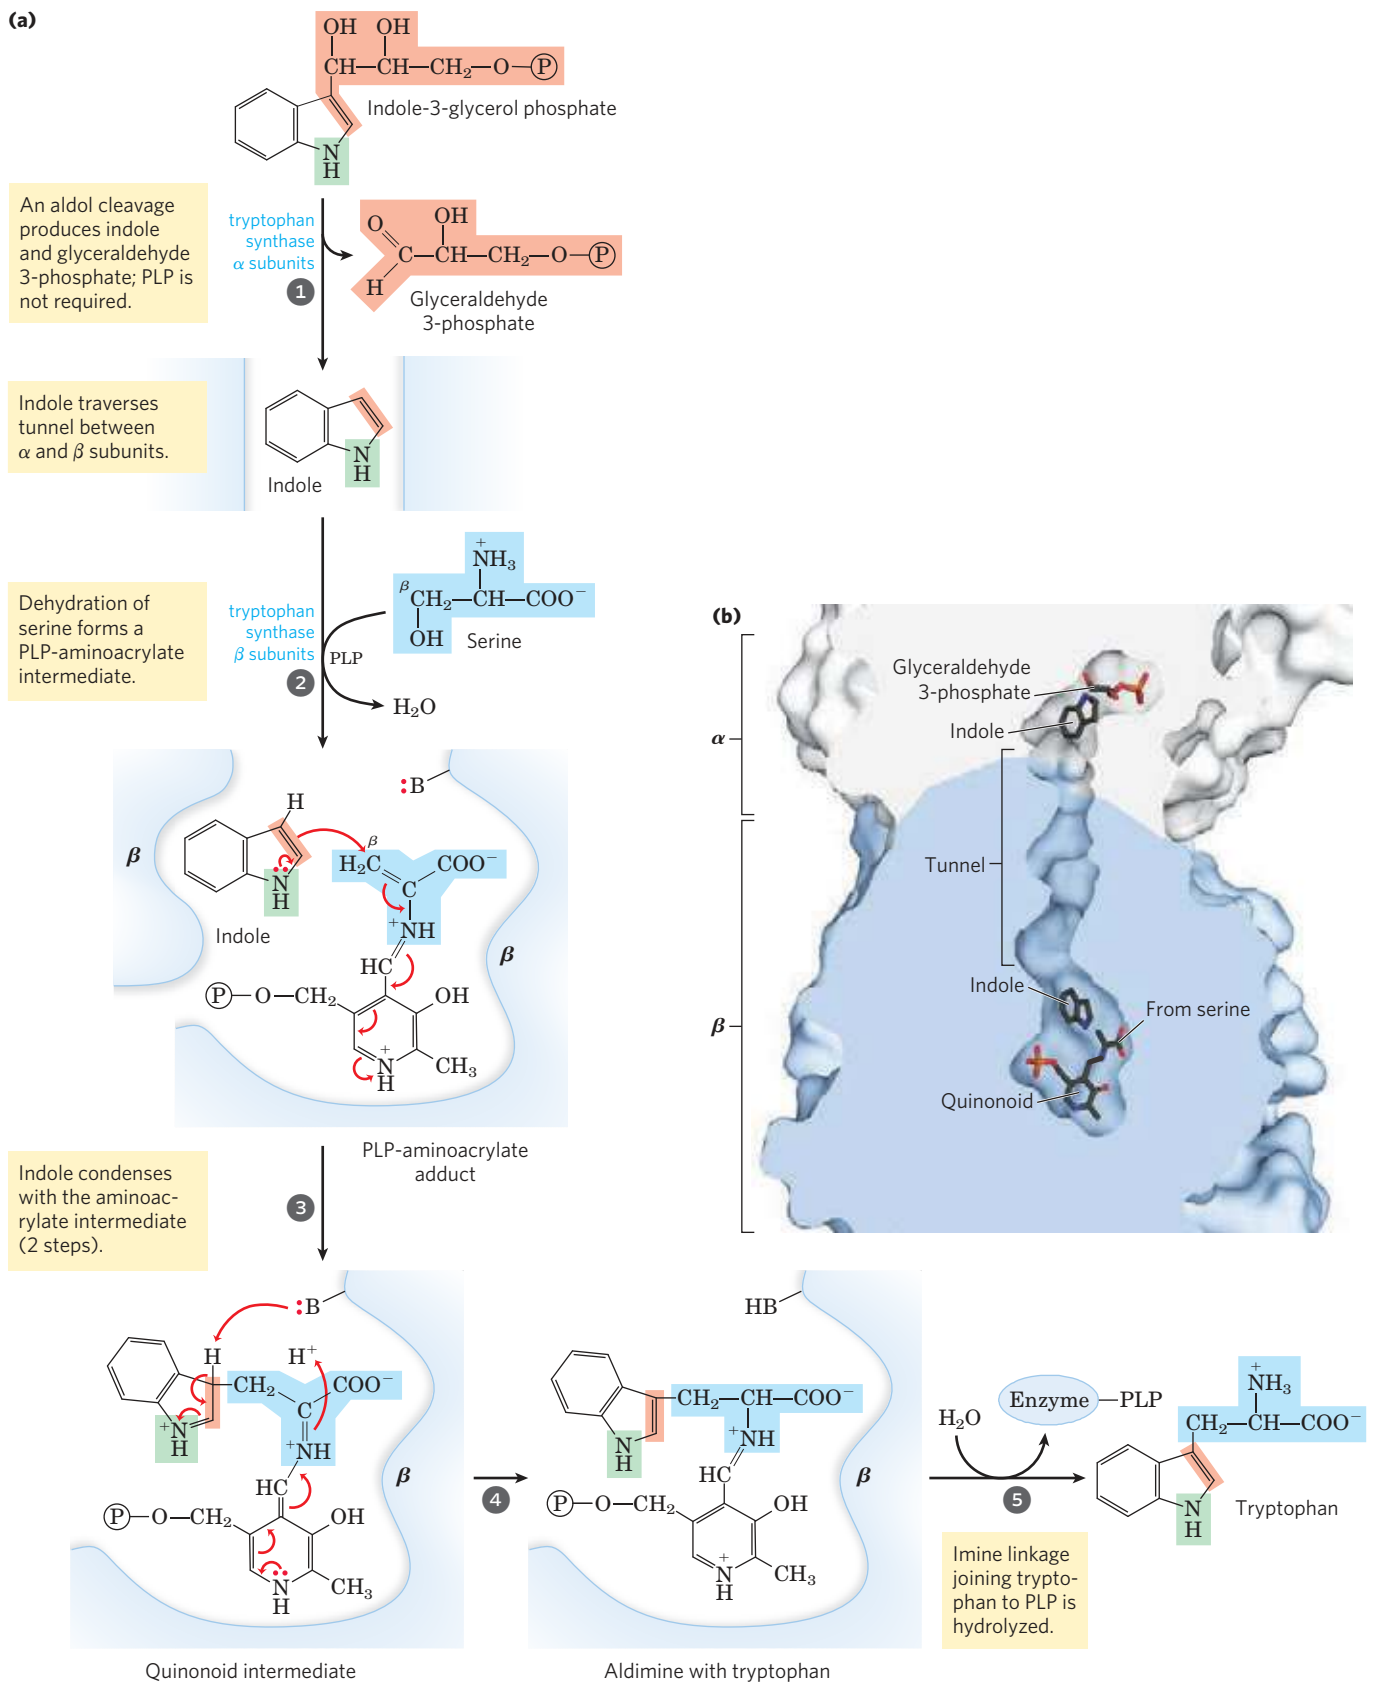 (a)
OH OH
CH—CH—CH₂—O—Ⓟ
Indole-3-glycerol phosphate
N
H
An aldol cleavage
produces indole
and glyceraldehyde
3-phosphate; PLP is
not required.
tryptophan
synthase
α subunits
1
O OH
C—CH—CH₂—O—Ⓟ
H
Glyceraldehyde
3-phosphate
Indole traverses
tunnel between
α and β subunits.
N
H
Indole
Dehydration of
serine forms a
PLP-aminoacrylate
intermediate.
tryptophan
synthase
β subunits
2
PLP
+
NH₃
β
CH₂—CH—COO⁻
OH
Serine
H₂O
β
:B
H
N
H
Indole
β
H₂C COO⁻
C
+NH
HC
β
Ⓟ—O—CH₂ OH
+
N
H
CH₃
PLP-aminoacrylate
adduct
Indole condenses
with the aminoac-
rylate intermediate
(2 steps).
3
:B
H
H⁺
CH₂ COO⁻
C
+N
H
+NH
HC
β
Ⓟ—O—CH₂ OH
N
H
CH₃
Quinonoid intermediate
4
HB
CH₂—CH—COO⁻
N
H
+NH
HC
β
Ⓟ—O—CH₂ OH
+
N
H
CH₃
Aldimine with tryptophan
H₂O
Enzyme—PLP
5
Imine linkage
joining trypto-
phan to PLP is
hydrolyzed.
+
NH₃
CH₂—CH—COO⁻
N
H
Tryptophan
(b)
α
Glyceraldehyde
3-phosphate
Indole
Tunnel
β
Indole
From serine
Quinonoid